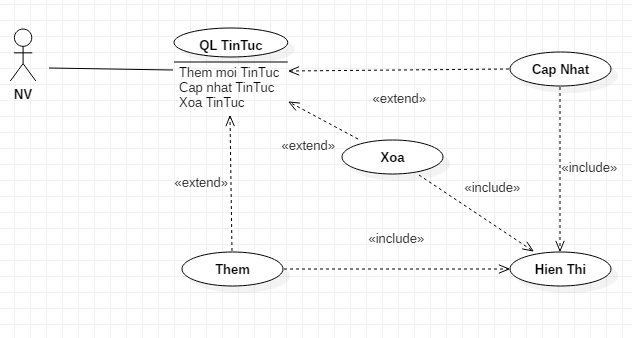 QL TinTuc
Them moi TinTuc
Cap nhat TinTuc
Xoa TinTuc
NV
Cap Nhat
«extend»
«extend»
Xoa
«include»
«extend»
«include»
«include»
Them
Hien Thi